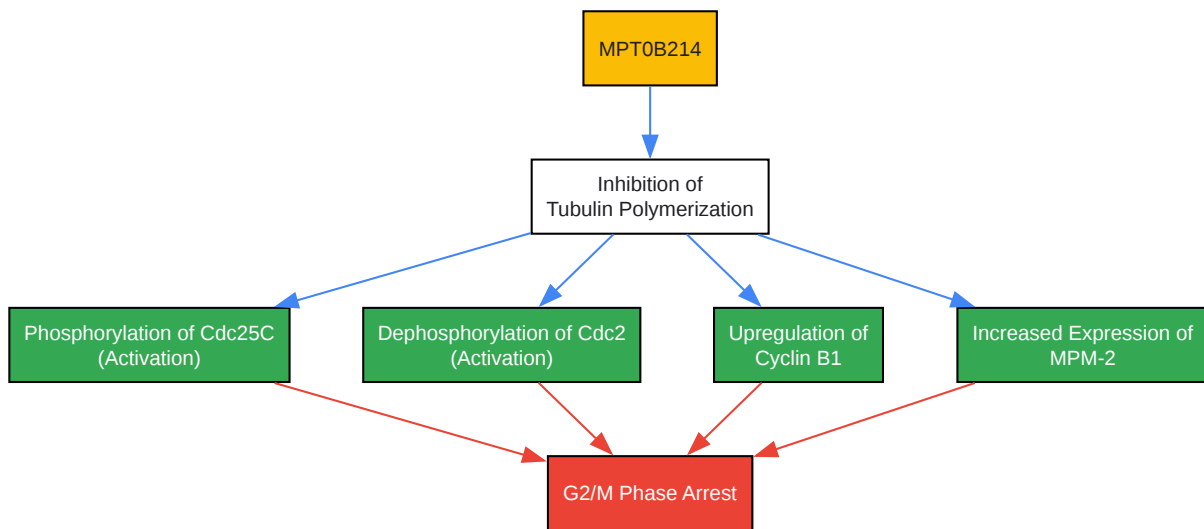 MPT0B214
Inhibition of
Tubulin Polymerization
Phosphorylation of Cdc25C
(Activation)
Dephosphorylation of Cdc2
(Activation)
Upregulation of
Cyclin B1
Increased Expression of
MPM-2
G2/M Phase Arrest